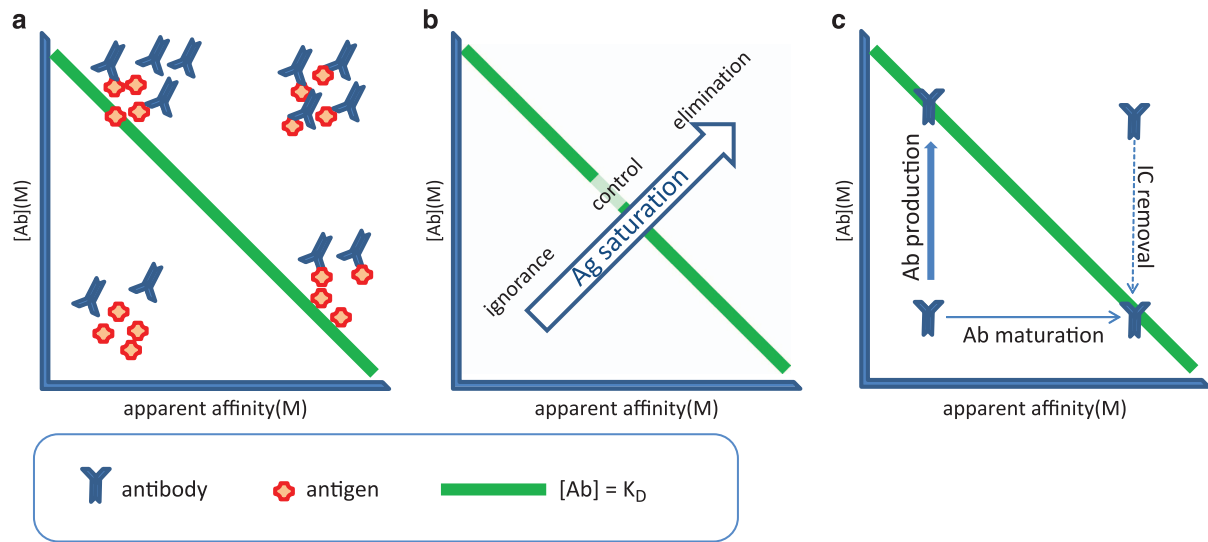 a
[Ab](M)
apparent affinity(M)
b
[Ab](M)
ignorance
control
elimination
Ag saturation
apparent affinity(M)
c
[Ab](M)
Ab production
IC removal
Ab maturation
apparent affinity(M)
antibody
antigen
[Ab] = K_D